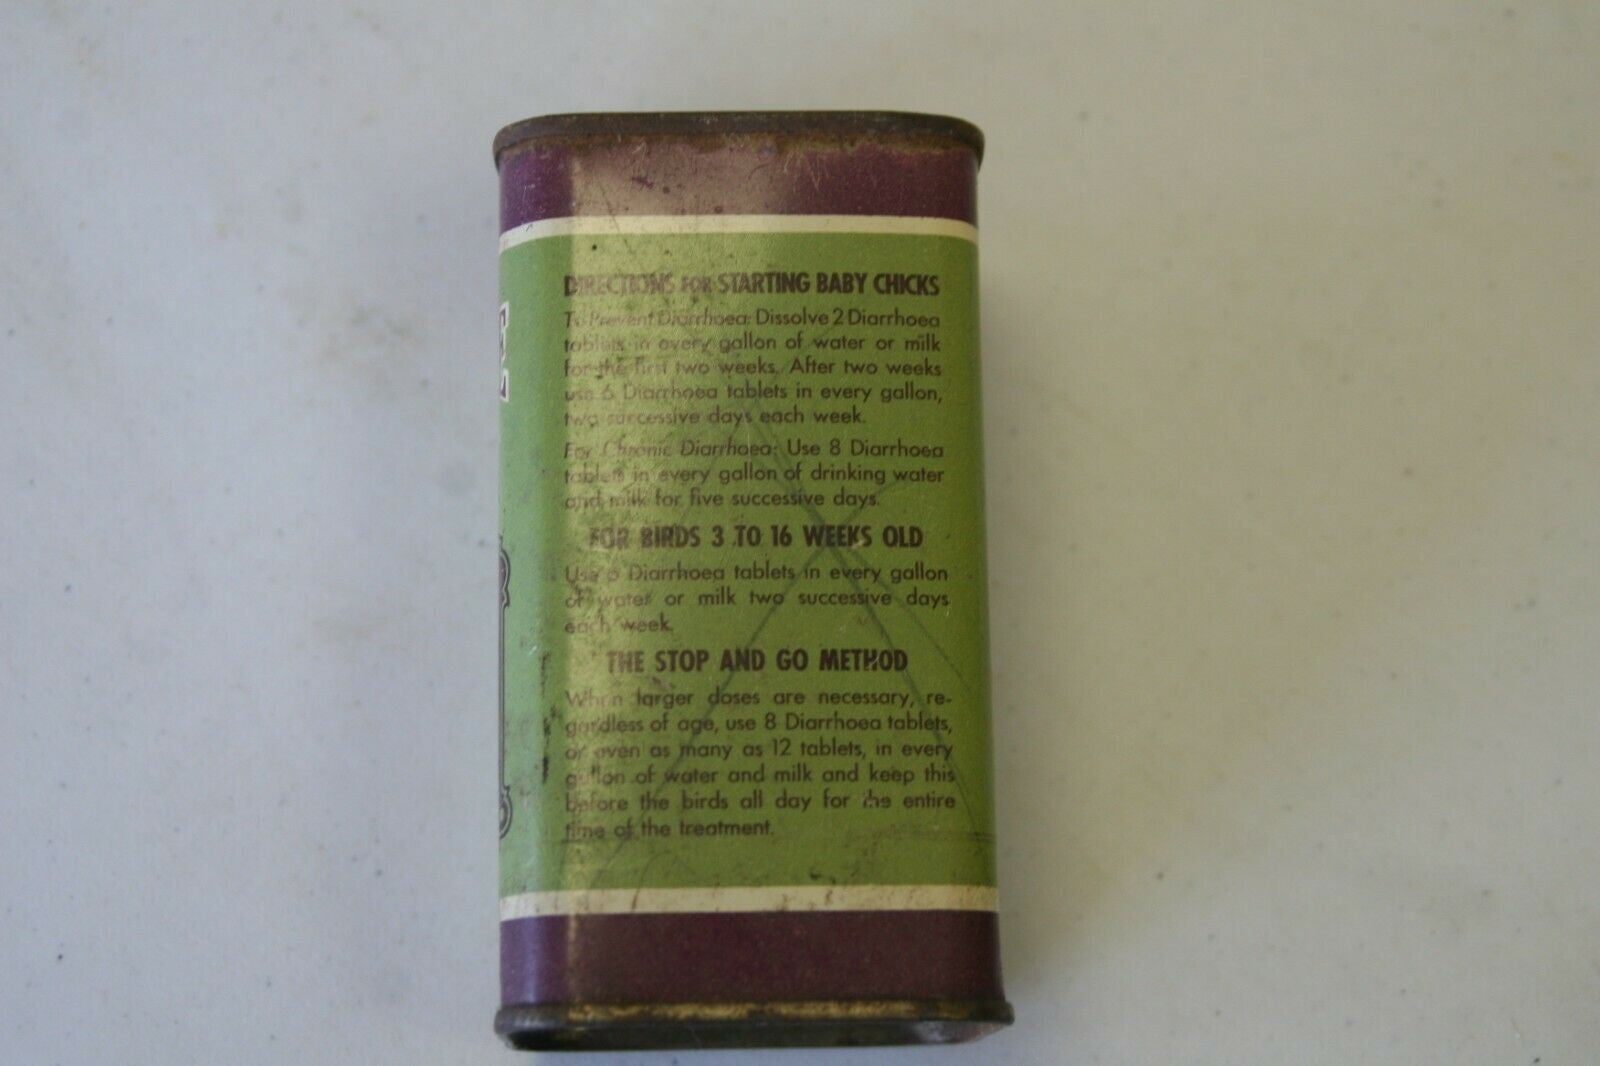 E
DIRECTIONS FOR STARTING BABY CHICKS
To Prevent Diarrhoea: Dissolve 2 Diarrhoea
tablets in every gallon of water or milk
for the first two weeks. After two weeks
use 6 Diarrhoea tablets in every gallon,
two successive days each week.
For Chronic Diarrhoea: Use 8 Diarrhoea
tablets in every gallon of drinking water
and milk for five successive days.
FOR BIRDS 3 TO 16 WEEKS OLD
Use 6 Diarrhoea tablets in every gallon
of water or milk two successive days
each week.
THE STOP AND GO METHOD
When larger doses are necessary, re-
gardless of age, use 8 Diarrhoea tablets,
or even as many as 12 tablets, in every
gallon of water and milk and keep this
before the birds all day for the entire
time of the treatment.